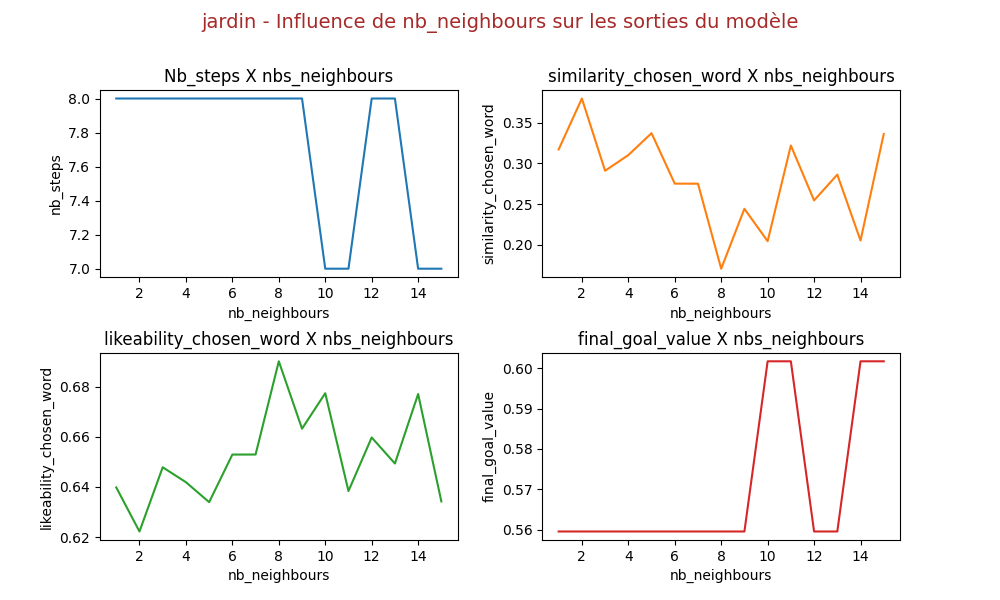 jardin - Influence de nb_neighbours sur les sorties du modèle
Nb_steps X nbs_neighbours
nb_steps
8.0
7.8
7.6
7.4
7.2
7.0
2 4 6 8 10 12 14
nb_neighbours
similarity_chosen_word X nbs_neighbours
similarity_chosen_word
0.35
0.30
0.25
0.20
2 4 6 8 10 12 14
nb_neighbours
likeability_chosen_word X nbs_neighbours
likeability_chosen_word
0.68
0.66
0.64
0.62
2 4 6 8 10 12 14
nb_neighbours
final_goal_value X nbs_neighbours
final_goal_value
0.60
0.59
0.58
0.57
0.56
2 4 6 8 10 12 14
nb_neighbours